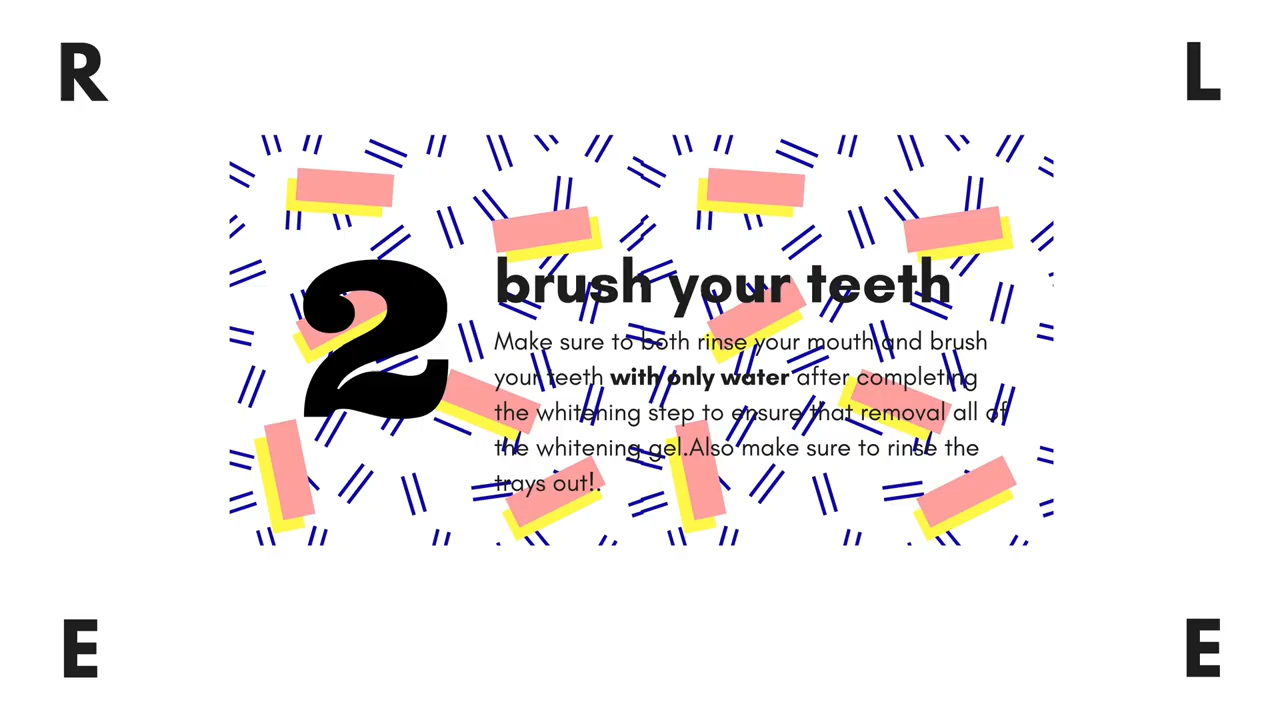 R
L
2
brush your teeth
Make sure to both rinse your mouth and brush
your teeth with only water after completing
the whitening step to ensure that removal all of
the whitening gel.Also make sure to rinse the
trays out!.
E
E